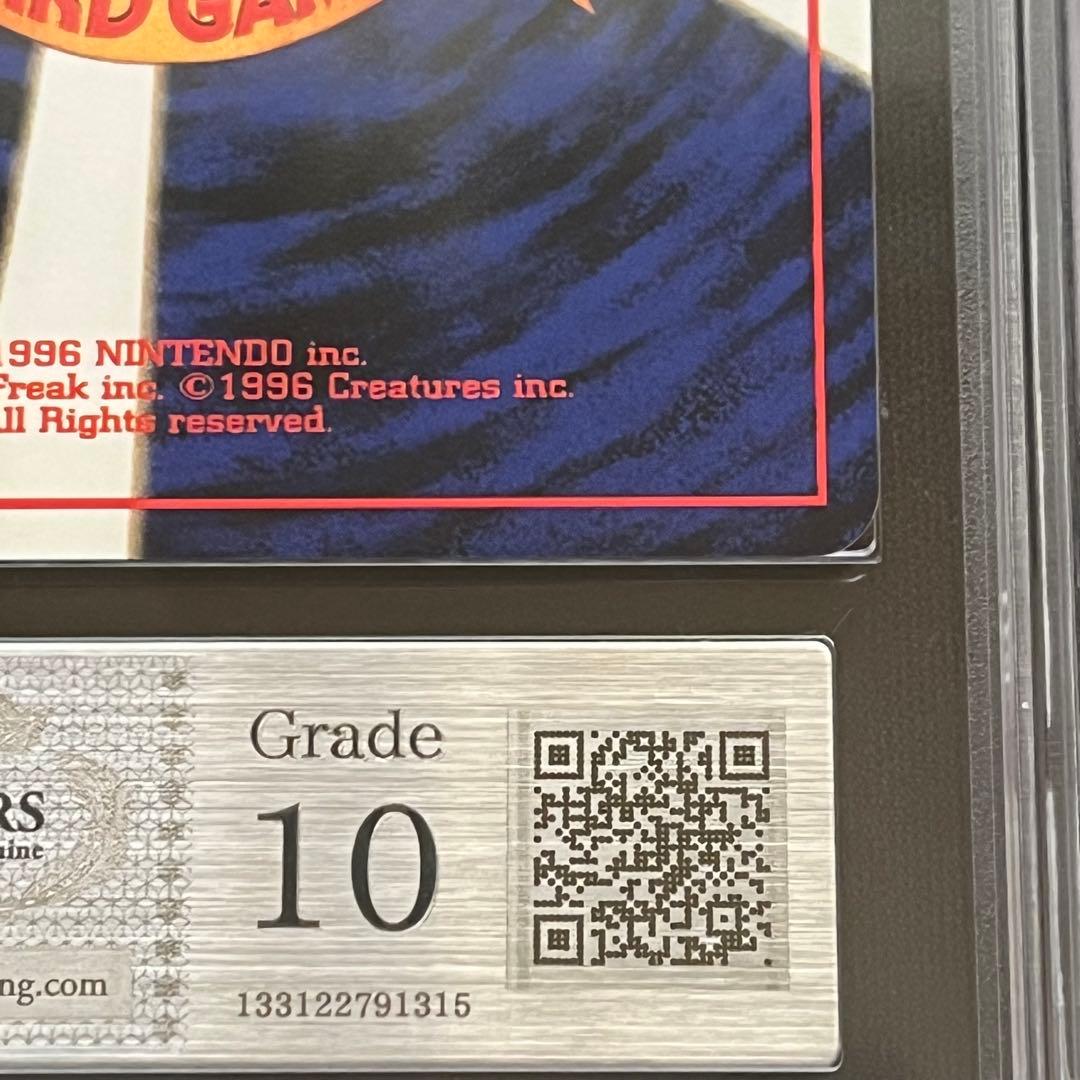 CARD GAM
1996 NINTENDO inc.
Freak inc. ©1996 Creatures inc.
ll Rights reserved.
RS
ine
Grade
10
ng.com
133122791315